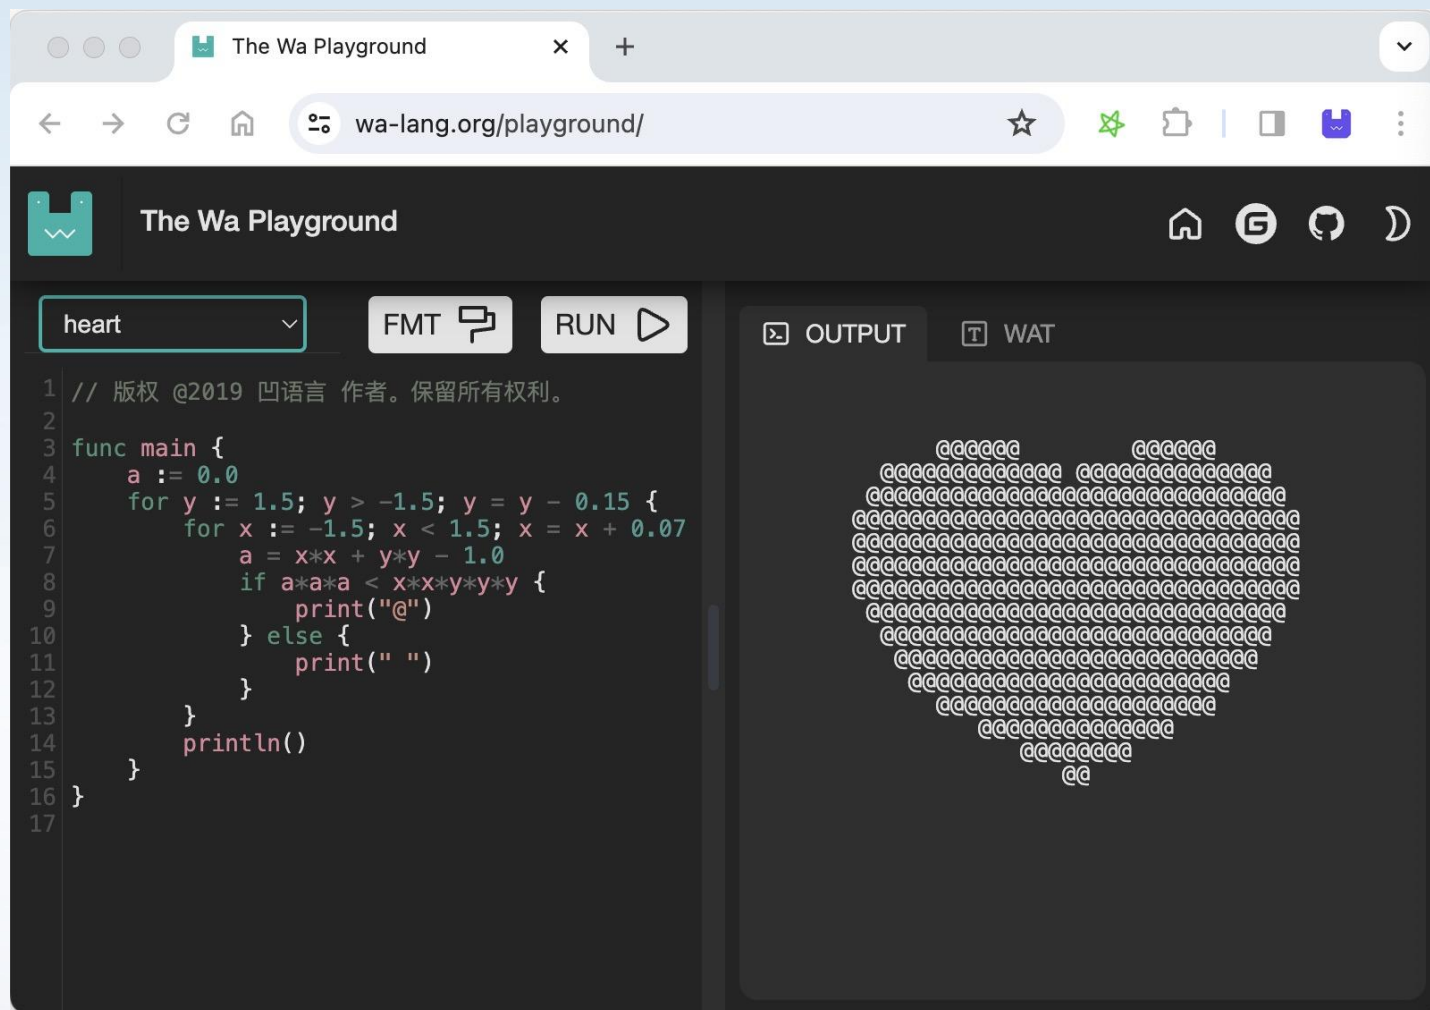 The Wa Playground
wa-lang.org/playground/
The Wa Playground
heart
FMT
RUN
1 // 版权 @2019 凹语言 作者。保留所有权利。
2
3 func main {
4     a := 0.0
5     for y := 1.5; y > -1.5; y = y - 0.15 {
6         for x := -1.5; x < 1.5; x = x + 0.07
7             a = x*x + y*y - 1.0
8             if a*a*a < x*x*y*y*y {
9                 print("@")
10             } else {
11                 print(" ")
12             }
13         }
14         println()
15     }
16 }
17
OUTPUT
WAT
      @@@@@@        @@@@@@
  @@@@@@@@@@@@@ @@@@@@@@@@@@@@
 @@@@@@@@@@@@@@@@@@@@@@@@@@@@@@
@@@@@@@@@@@@@@@@@@@@@@@@@@@@@@@@
@@@@@@@@@@@@@@@@@@@@@@@@@@@@@@@@
@@@@@@@@@@@@@@@@@@@@@@@@@@@@@@@@
@@@@@@@@@@@@@@@@@@@@@@@@@@@@@@@@
 @@@@@@@@@@@@@@@@@@@@@@@@@@@@@@
  @@@@@@@@@@@@@@@@@@@@@@@@@@@@
   @@@@@@@@@@@@@@@@@@@@@@@@@@
    @@@@@@@@@@@@@@@@@@@@@@@
      @@@@@@@@@@@@@@@@@@@@
         @@@@@@@@@@@@@@
            @@@@@@@@
               @@